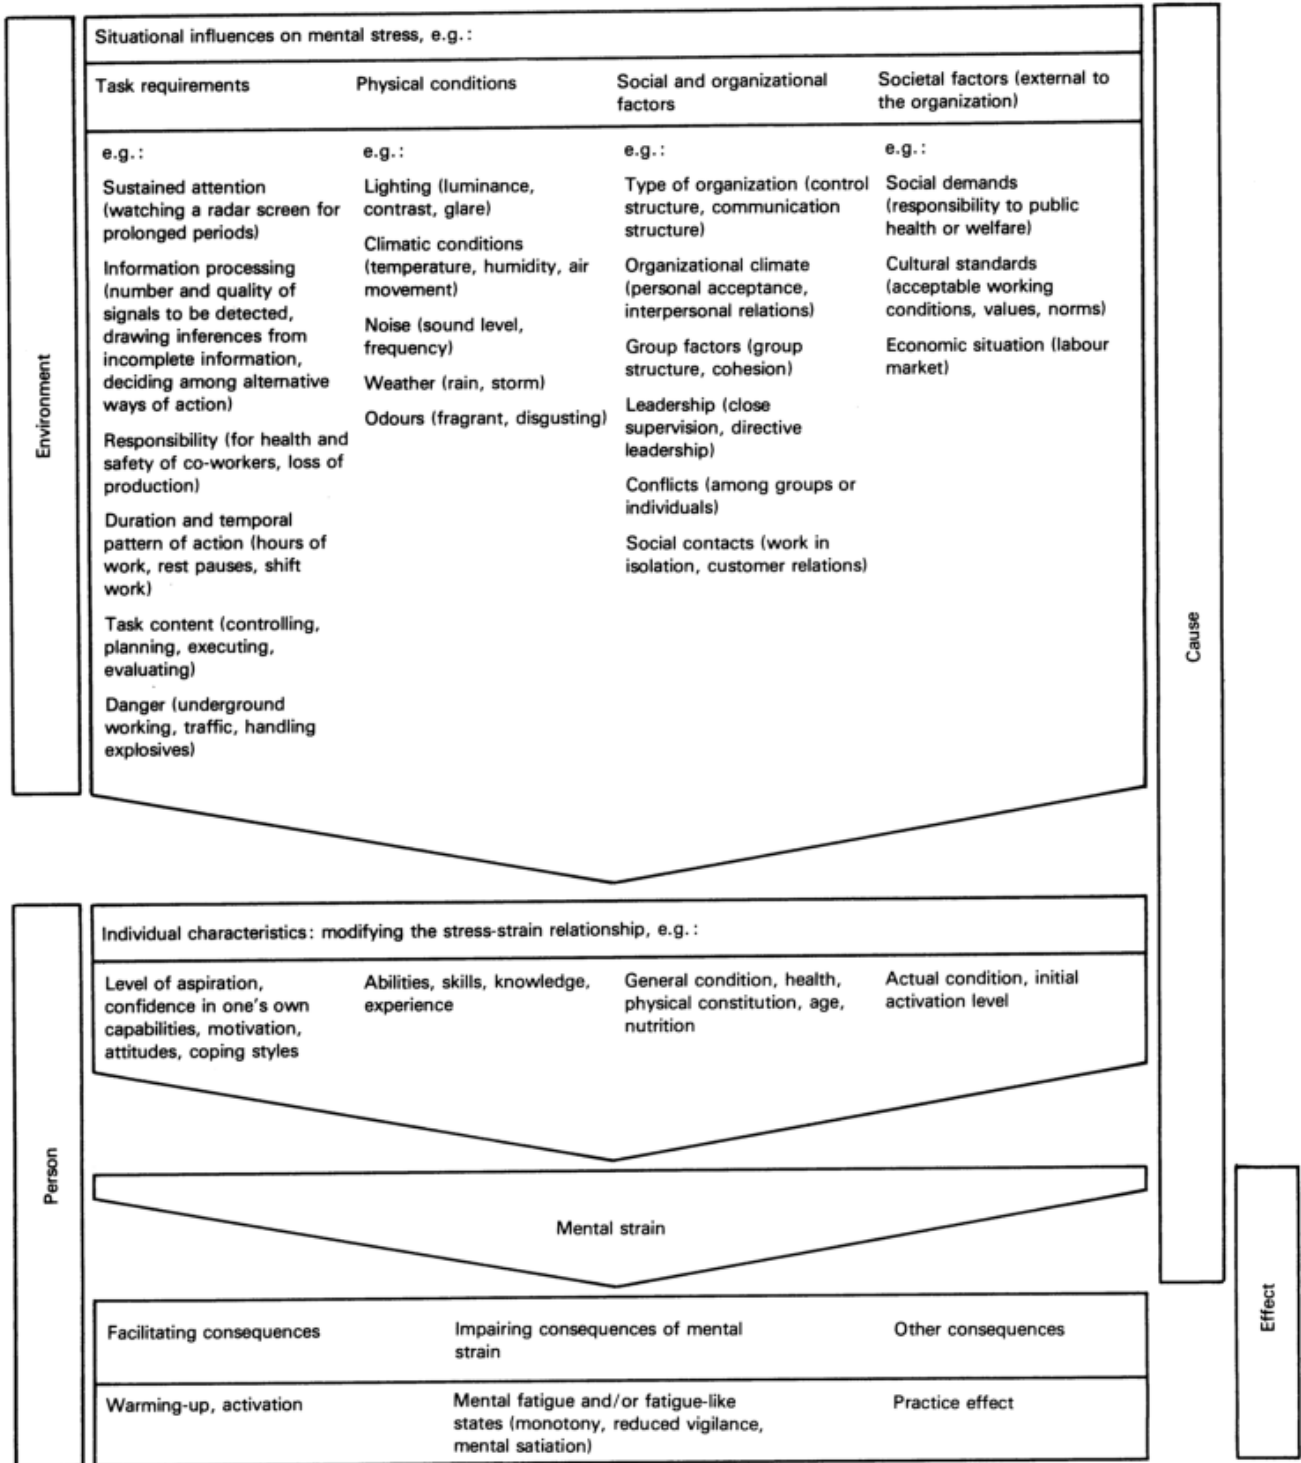 Situational influences on mental stress, e.g.:
Task requirements
Physical conditions
Social and organizational
factors
Societal factors (external to
the organization)
e.g.:
Sustained attention
(watching a radar screen for
prolonged periods)
Information processing
(number and quality of
signals to be detected,
drawing inferences from
incomplete information,
deciding among alternative
ways of action)
Responsibility (for health and
safety of co-workers, loss of
production)
Duration and temporal
pattern of action (hours of
work, rest pauses, shift
work)
Task content (controlling,
planning, executing,
evaluating)
Danger (underground
working, traffic, handling
explosives)
e.g.:
Lighting (luminance,
contrast, glare)
Climatic conditions
(temperature, humidity, air
movement)
Noise (sound level,
frequency)
Weather (rain, storm)
Odours (fragrant, disgusting)
e.g.:
Type of organization (control
structure, communication
structure)
Organizational climate
(personal acceptance,
interpersonal relations)
Group factors (group
structure, cohesion)
Leadership (close
supervision, directive
leadership)
Conflicts (among groups or
individuals)
Social contacts (work in
isolation, customer relations)
e.g.:
Social demands
(responsibility to public
health or welfare)
Cultural standards
(acceptable working
conditions, values, norms)
Economic situation (labour
market)
Environment
Cause
Individual characteristics: modifying the stress-strain relationship, e.g.:
Level of aspiration,
confidence in one's own
capabilities, motivation,
attitudes, coping styles
Abilities, skills, knowledge,
experience
General condition, health,
physical constitution, age,
nutrition
Actual condition, initial
activation level
Person
Mental strain
Effect
Facilitating consequences
Impairing consequences of mental
strain
Other consequences
Warming-up, activation
Mental fatigue and/or fatigue-like
states (monotony, reduced vigilance,
mental satiation)
Practice effect